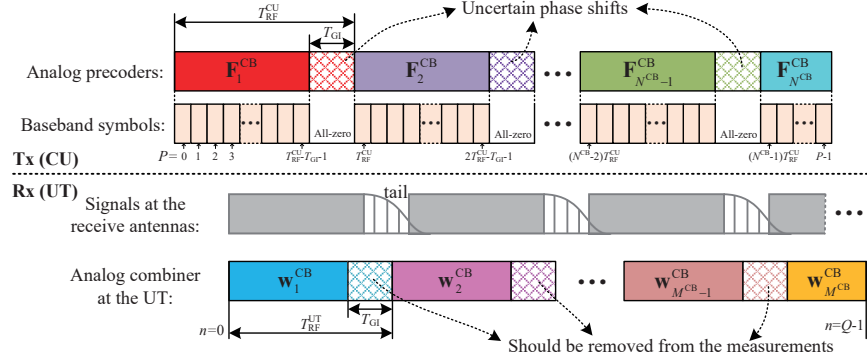 T_RF^CU
T_GI
Uncertain phase shifts
Analog precoders:
F_1^CB
F_2^CB
•••
F_{N^CB-1}^CB
F_{N^CB}^CB
Baseband symbols:
•••
All-zero
•••
All-zero
•••
•••
All-zero
•••
P= 0 1 2 3
T_RF^CU-T_GI-1
T_RF^CU
2T_RF^CU-T_GI-1
(N^CB-2)T_RF^CU
(N^CB-1)T_RF^CU
P-1
Tx (CU)
Rx (UT)
tail
Signals at the
receive antennas:
•••
Analog combiner
at the UT:
w_1^CB
w_2^CB
•••
w_{M^CB-1}^CB
w_{M^CB}^CB
n=0
T_GI
T_RF^UT
n=Q-1
Should be removed from the measurements